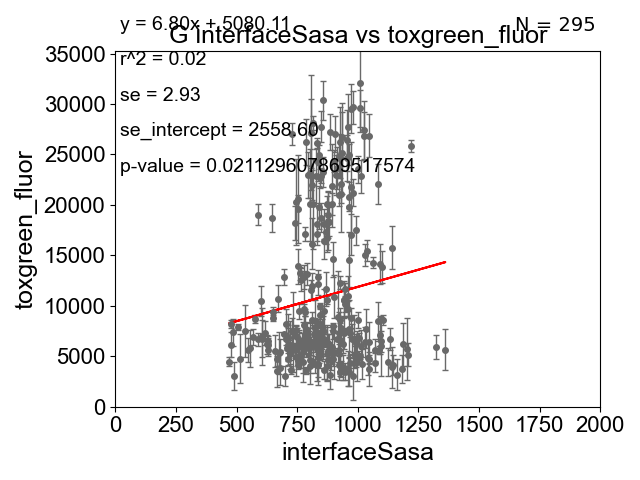 y = 6.80x + 5080.11
N = 295
G InterfaceSasa vs toxgreen_fluor
r^2 = 0.02
se = 2.93
se_intercept = 2558.60
p-value = 0.021129607869517574
toxgreen_fluor
35000
30000
25000
20000
15000
10000
5000
0
0 250 500 750 1000 1250 1500 1750 2000
interfaceSasa